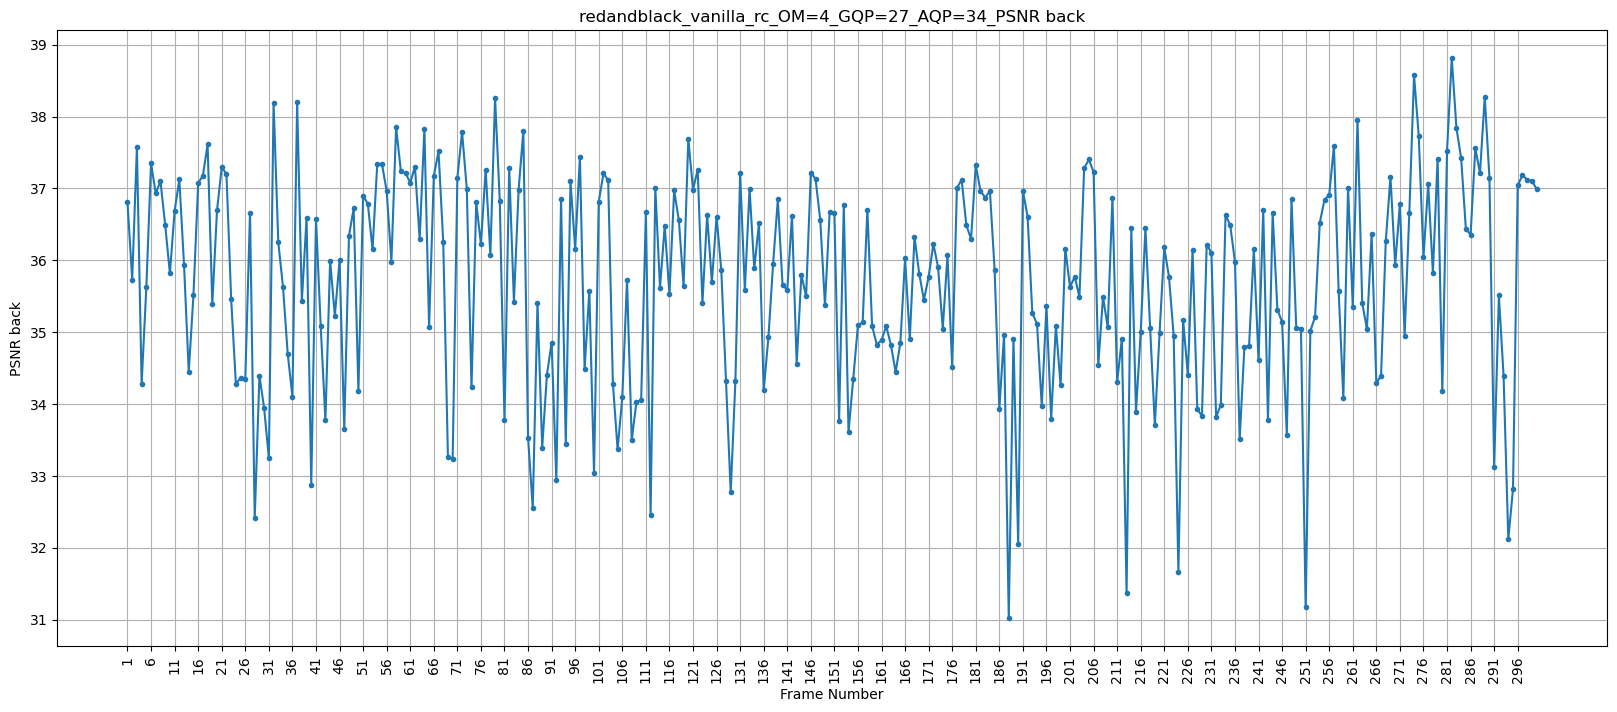 redandblack_vanilla_rc_OM=4_GQP=27_AQP=34_PSNR back
39
38
37
36
35
34
33
32
31
PSNR back
1 6 11 16 21 26 31 36 41 46 51 56 61 66 71 76 81 86 91 96 101 106 111 116 121 126 131 136 141 146 151 156 161 166 171 176 181 186 191 196 201 206 211 216 221 226 231 236 241 246 251 256 261 266 271 276 281 286 291 296
Frame Number